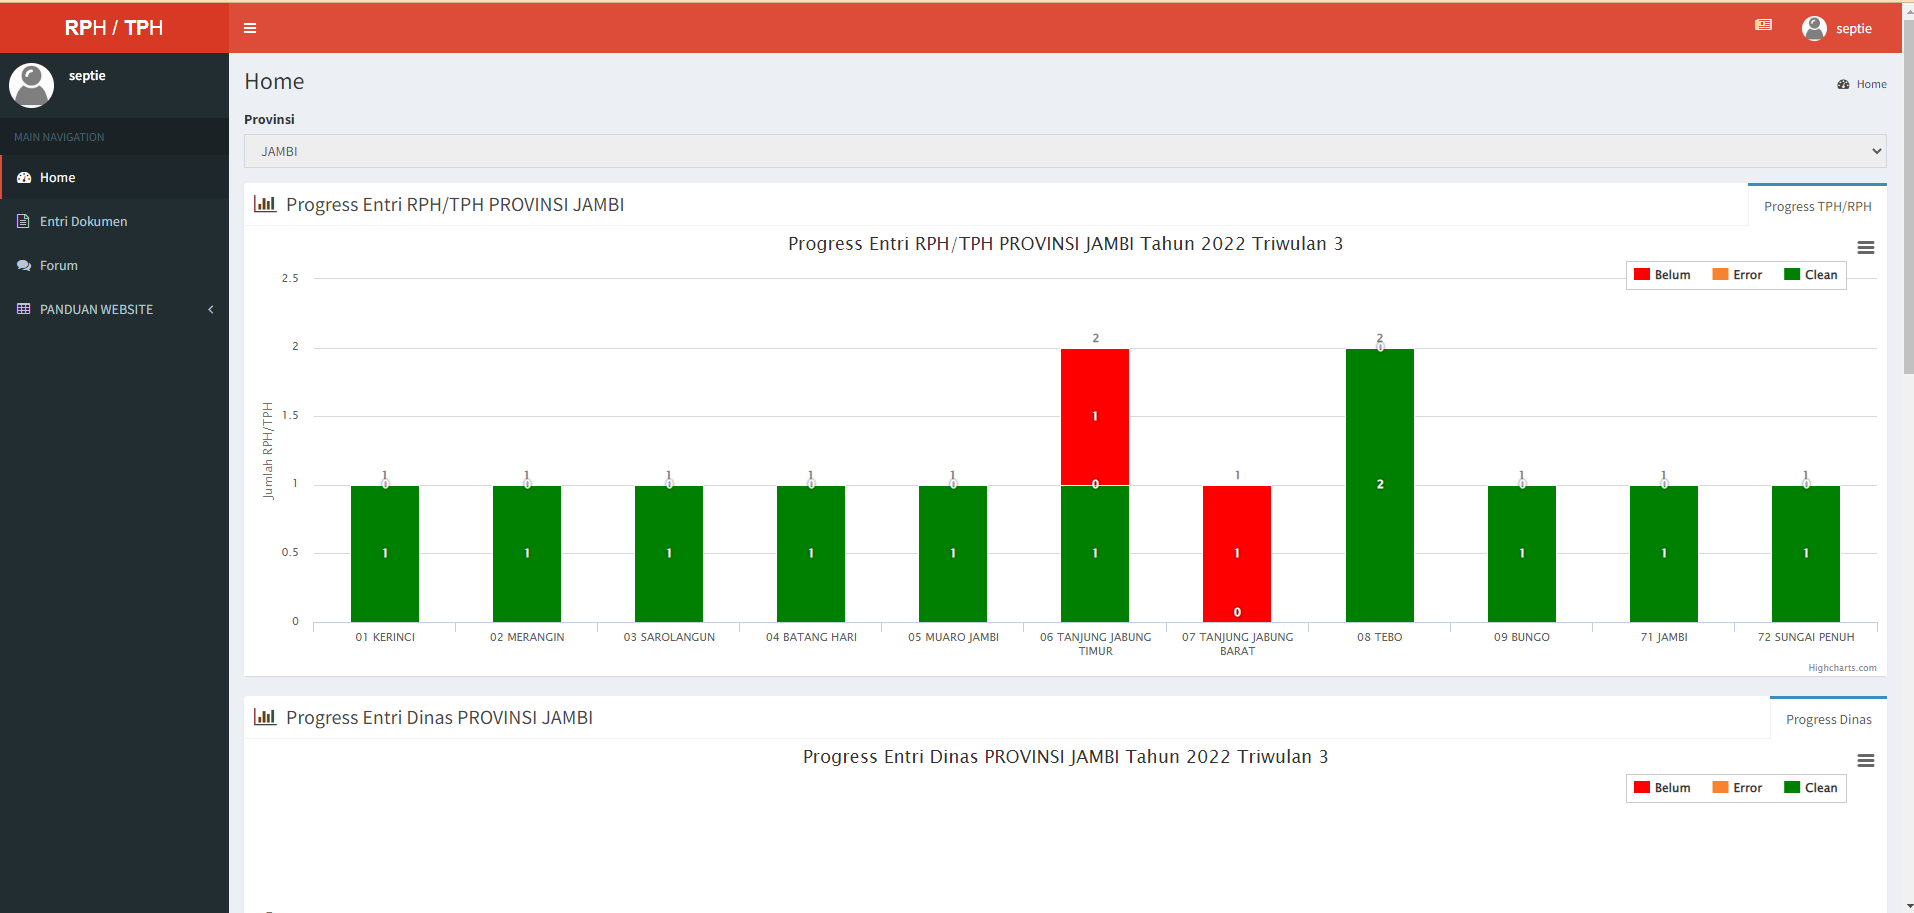 RPH / TPH
septie
septie
MAIN NAVIGATION
Home
Entri Dokumen
Forum
PANDUAN WEBSITE
Home
Home
Provinsi
JAMBI
Progress Entri RPH/TPH PROVINSI JAMBI
Progress TPH/RPH
Progress Entri RPH/TPH PROVINSI JAMBI Tahun 2022 Triwulan 3
Belum Error Clean
Jumlah RPH/TPH
2.5
2
1.5
1
0.5
0
2 2
0
1 
1 1 1 1 1 1 1 1 1
0 0 0 0 0 0 2 0 0 0
1 1 1 1 1 1 1 1 1 1
0
01 KERINCI
02 MERANGIN
03 SAROLANGUN
04 BATANG HARI
05 MUARO JAMBI
06 TANJUNG JABUNG
TIMUR
07 TANJUNG JABUNG
BARAT
08 TEBO
09 BUNGO
71 JAMBI
72 SUNGAI PENUH
Highcharts.com
Progress Entri Dinas PROVINSI JAMBI
Progress Dinas
Progress Entri Dinas PROVINSI JAMBI Tahun 2022 Triwulan 3
Belum Error Clean